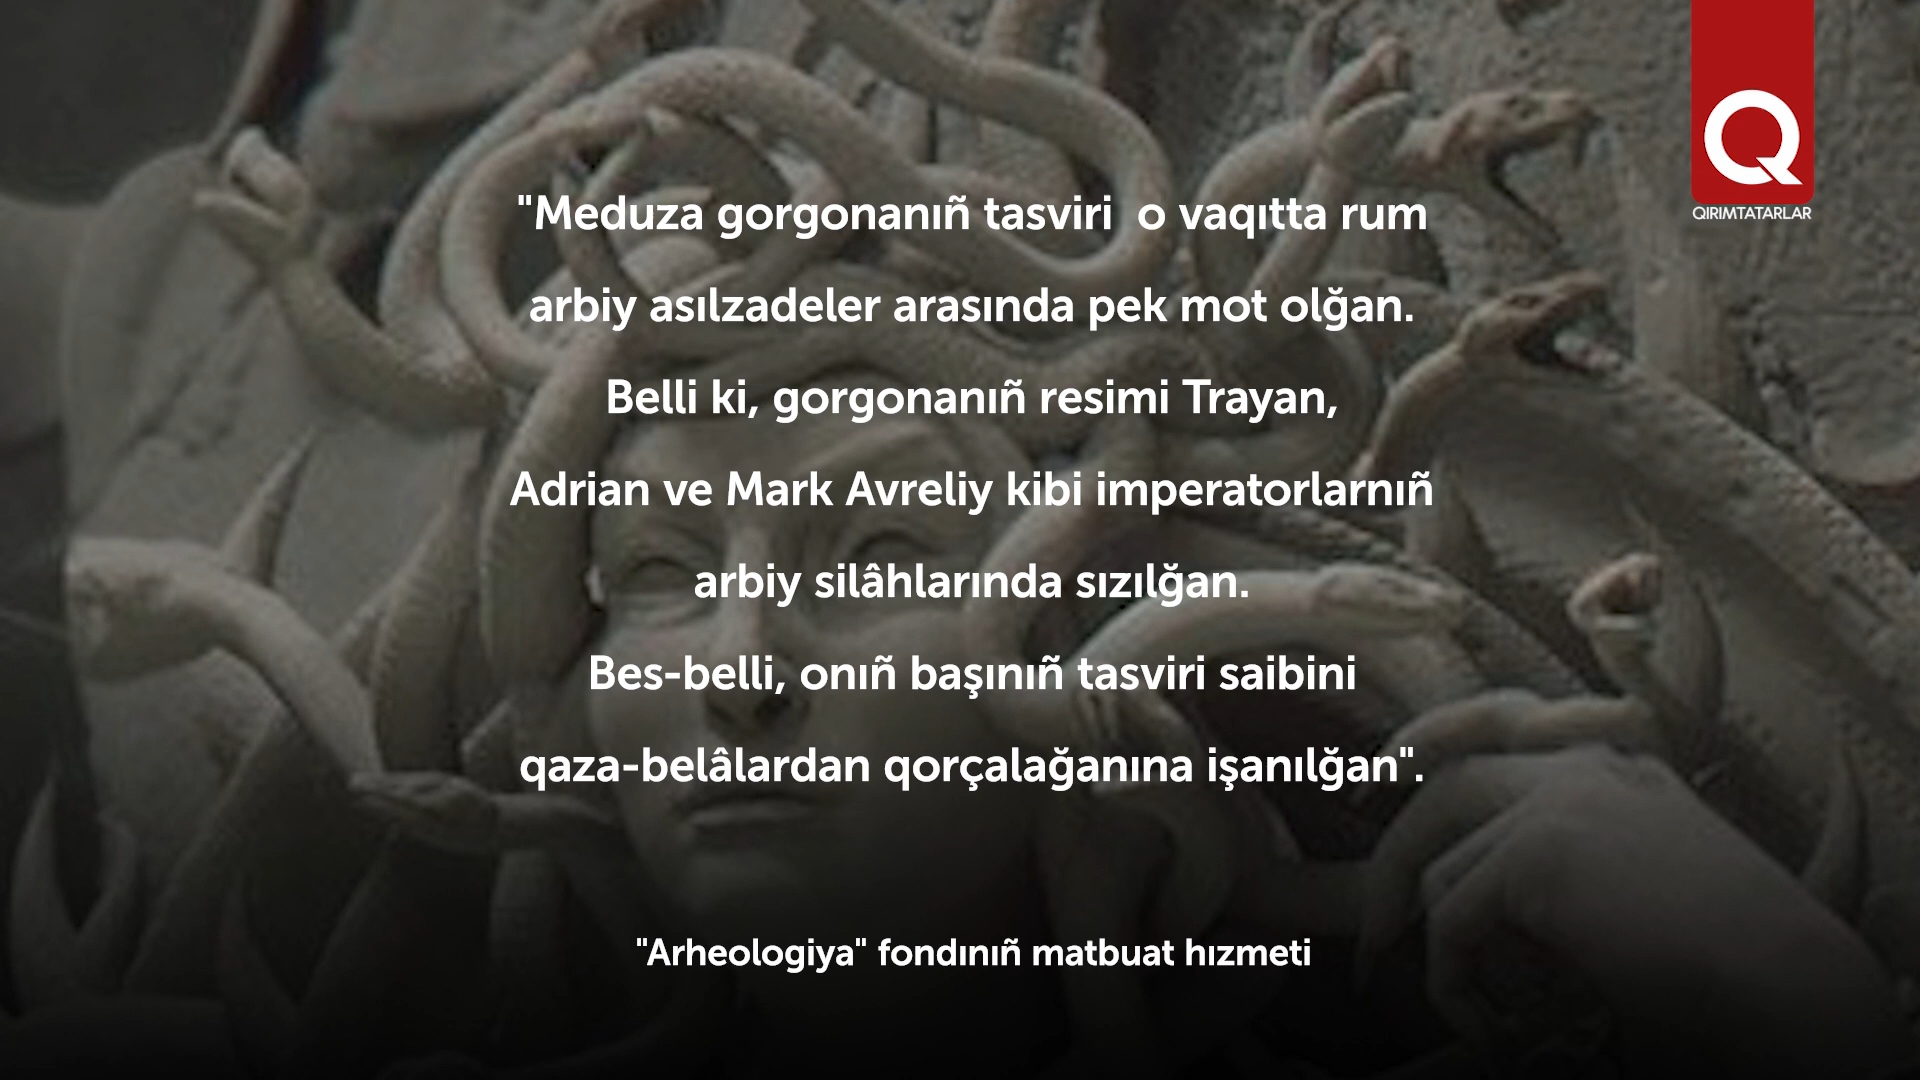 QIRIMTATARLAR
"Meduza gorgonanıñ tasviri  o vaqıtta rum
arbiy asılzadeler arasında pek mot olğan.
Belli ki, gorgonanıñ resimi Trayan,
Adrian ve Mark Avreliy kibi imperatorlarnıñ
arbiy silâhlarında sızılğan.
Bes-belli, onıñ başınıñ tasviri saibini
qaza-belâlardan qorçalağanına işanılğan".
"Arheologiya" fondınıñ matbuat hızmeti